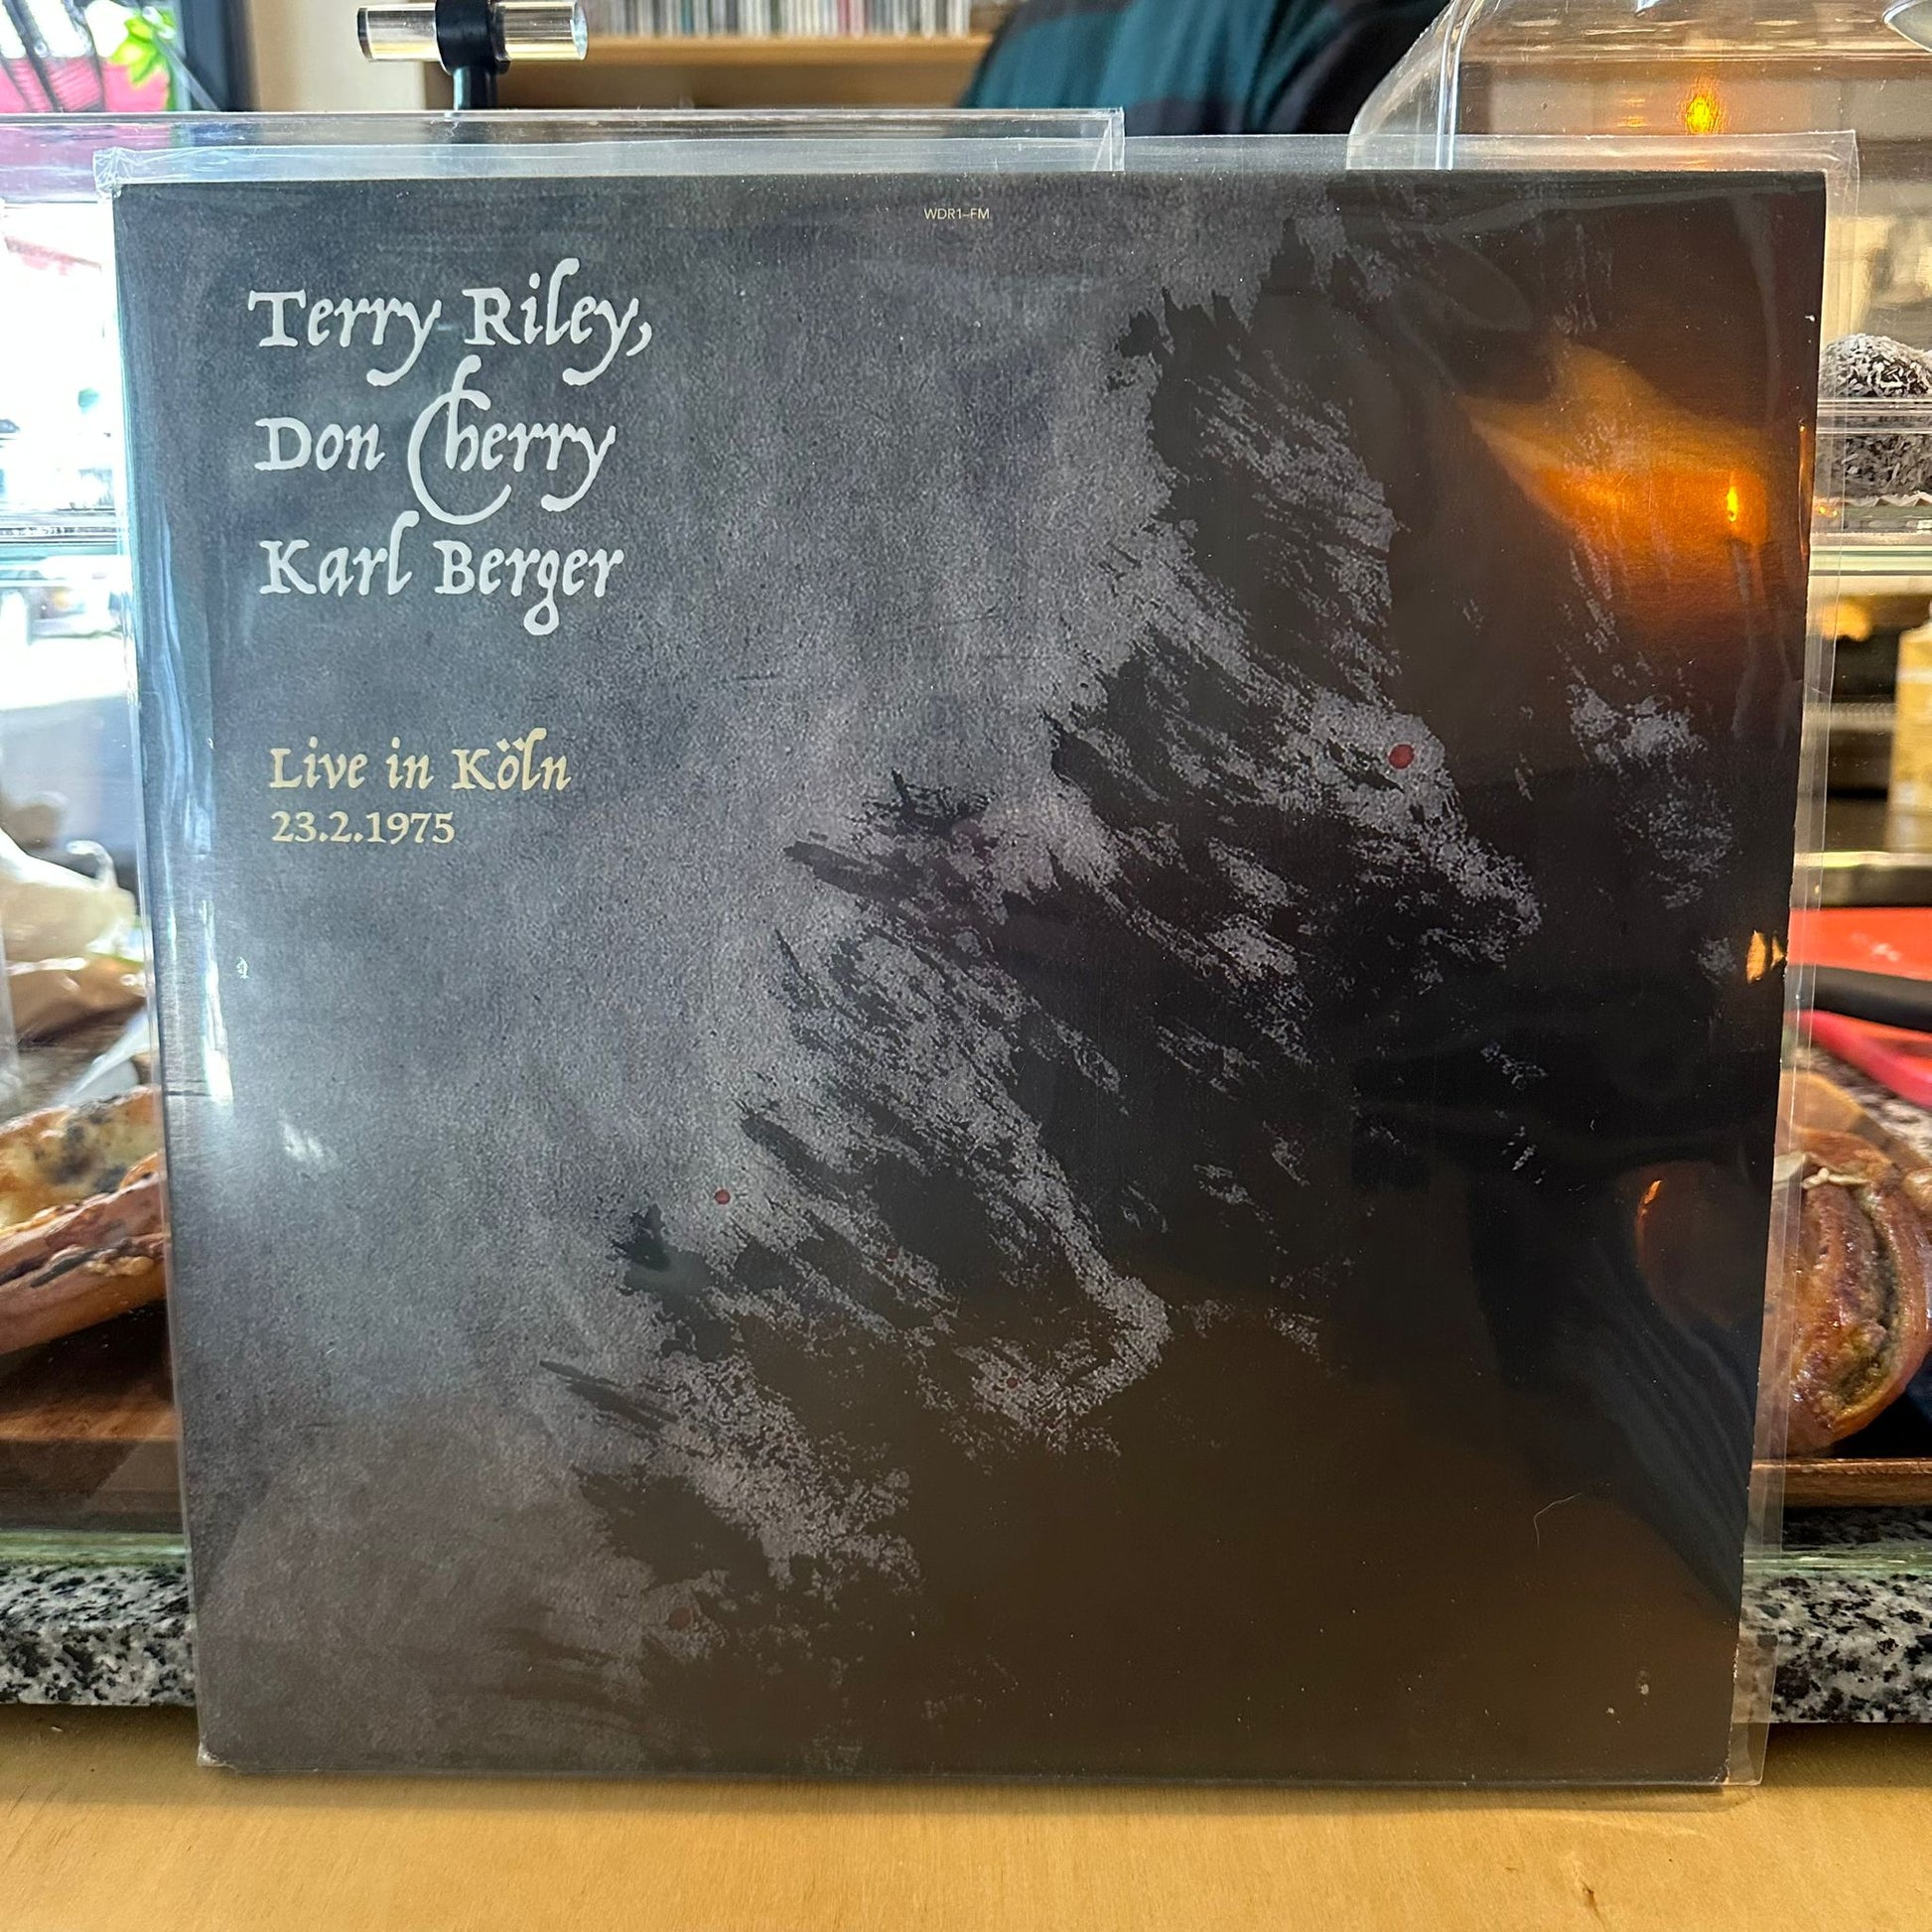 WDR1–FM
Terry Riley,
Don Cherry
Karl Berger
Live in Köln
23.2.1975